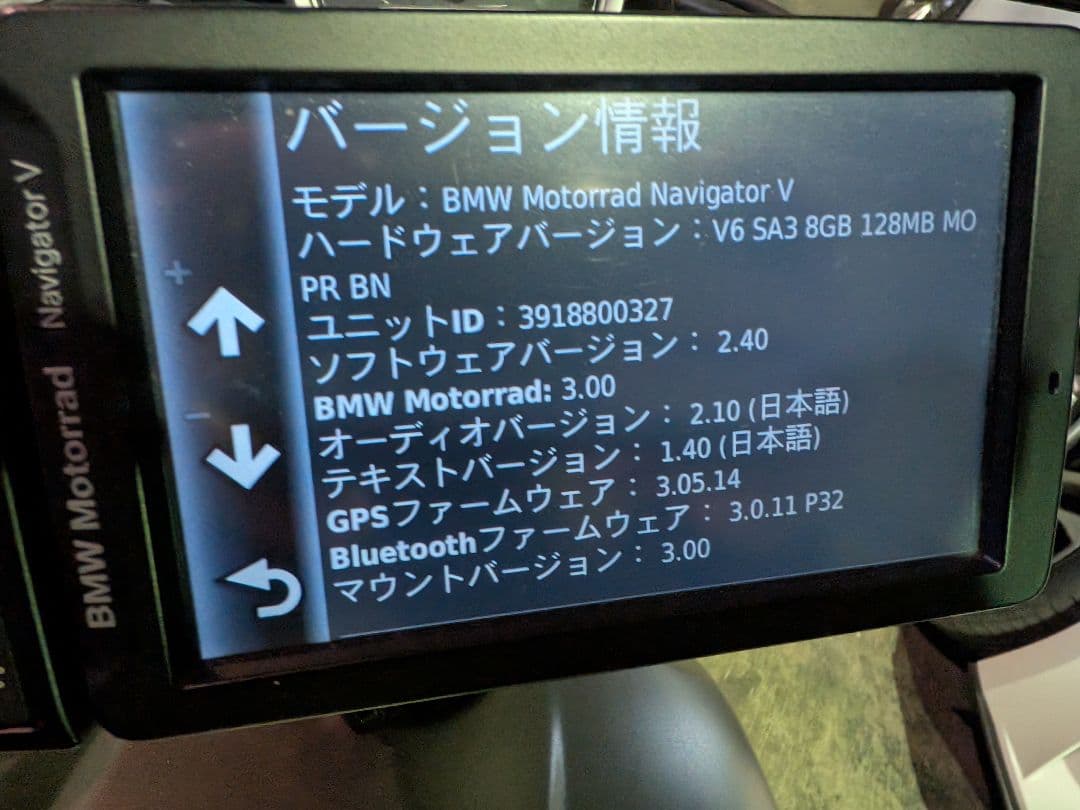 バージョン情報
モデル：BMW Motorrad Navigator V
ハードウェアバージョン：V6 SA3 8GB 128MB MO
PR BN
ユニットID：3918800327
ソフトウェアバージョン： 2.40
BMW Motorrad: 3.00
オーディオバージョン： 2.10 (日本語)
テキストバージョン： 1.40 (日本語)
GPSファームウェア： 3.05.14
Bluetoothファームウェア： 3.0.11 P32
マウントバージョン： 3.00
+
−
BMW Motorrad Navigator V